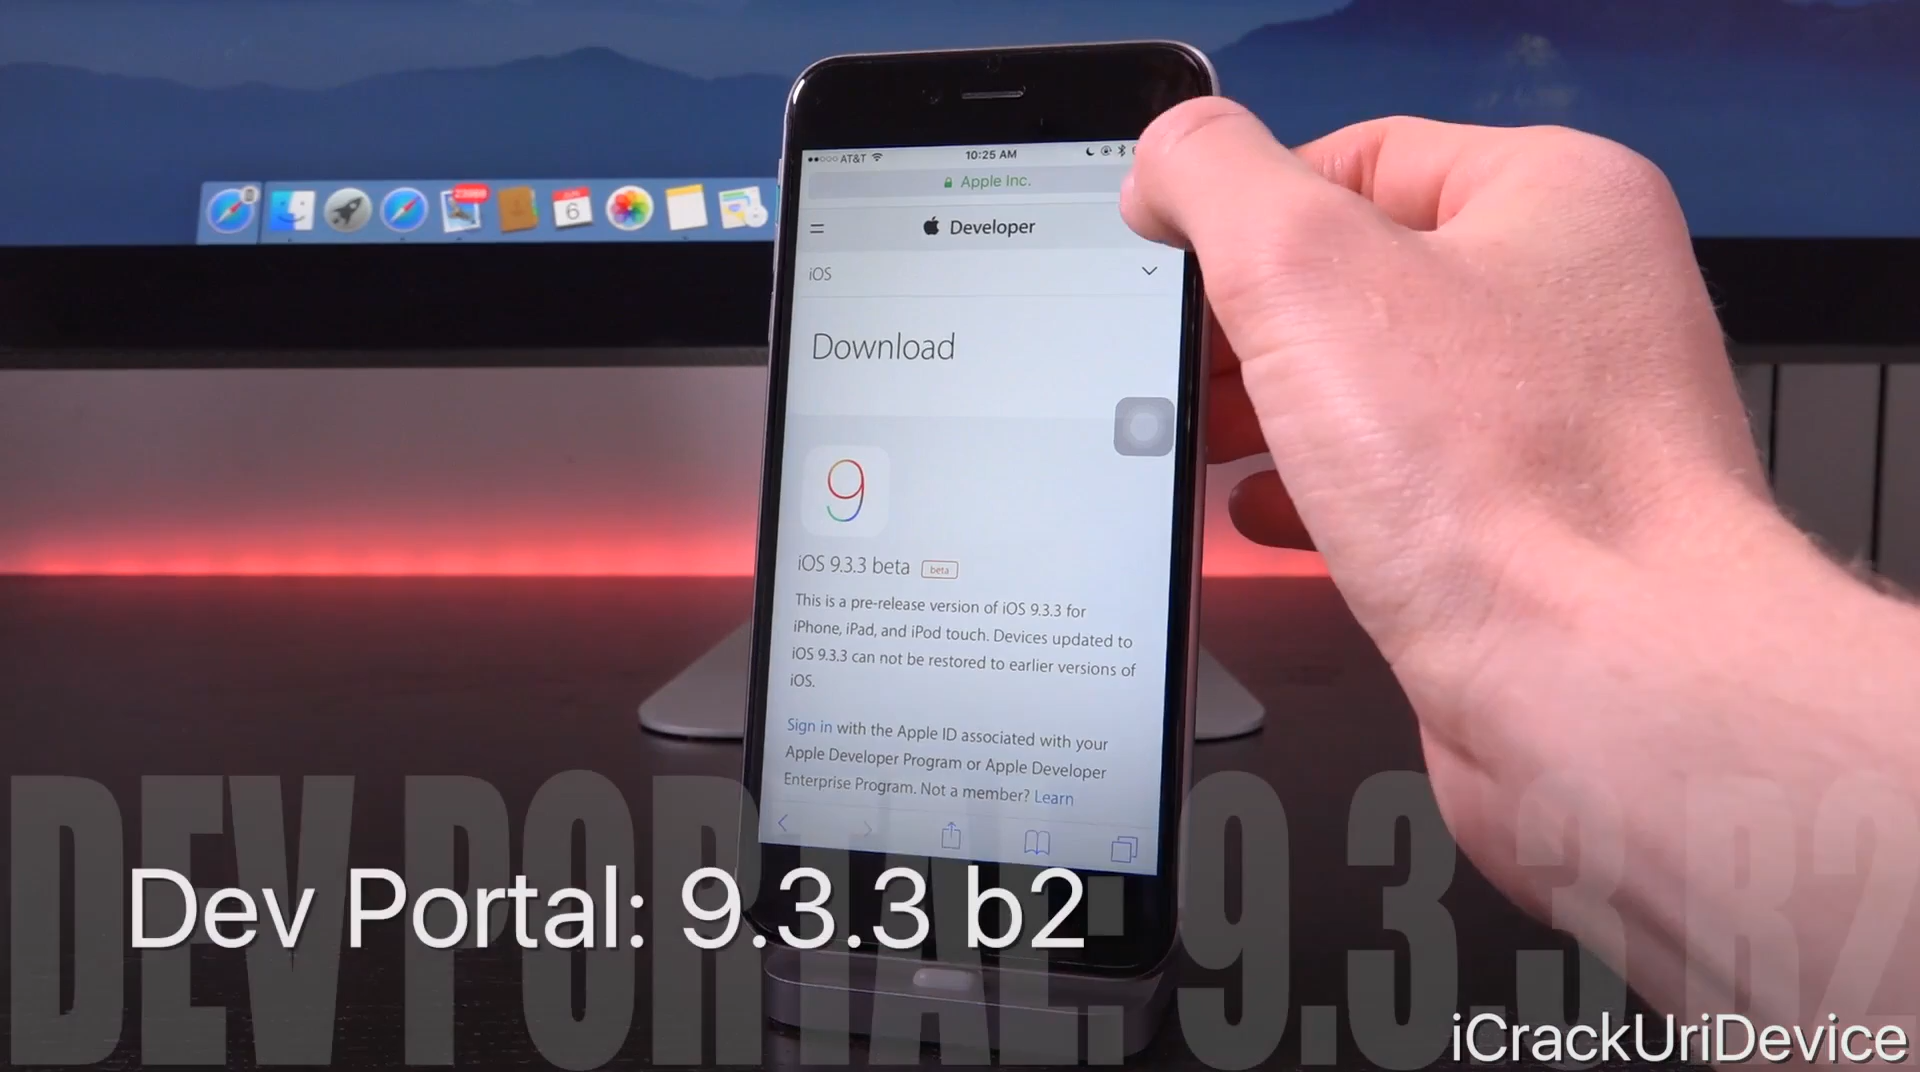 AT&T 10:25 AM
Apple Inc.
Developer
iOS
Download
9
iOS 9.3.3 beta beta
This is a pre-release version of iOS 9.3.3 for
iPhone, iPad, and iPod touch. Devices updated to
iOS 9.3.3 can not be restored to earlier versions of
iOS.
Sign in with the Apple ID associated with your
Apple Developer Program or Apple Developer
Enterprise Program. Not a member? Learn
6
DEV PORTAL: 9.3.3 B2
Dev Portal: 9.3.3 b2
iCrackUriDevice